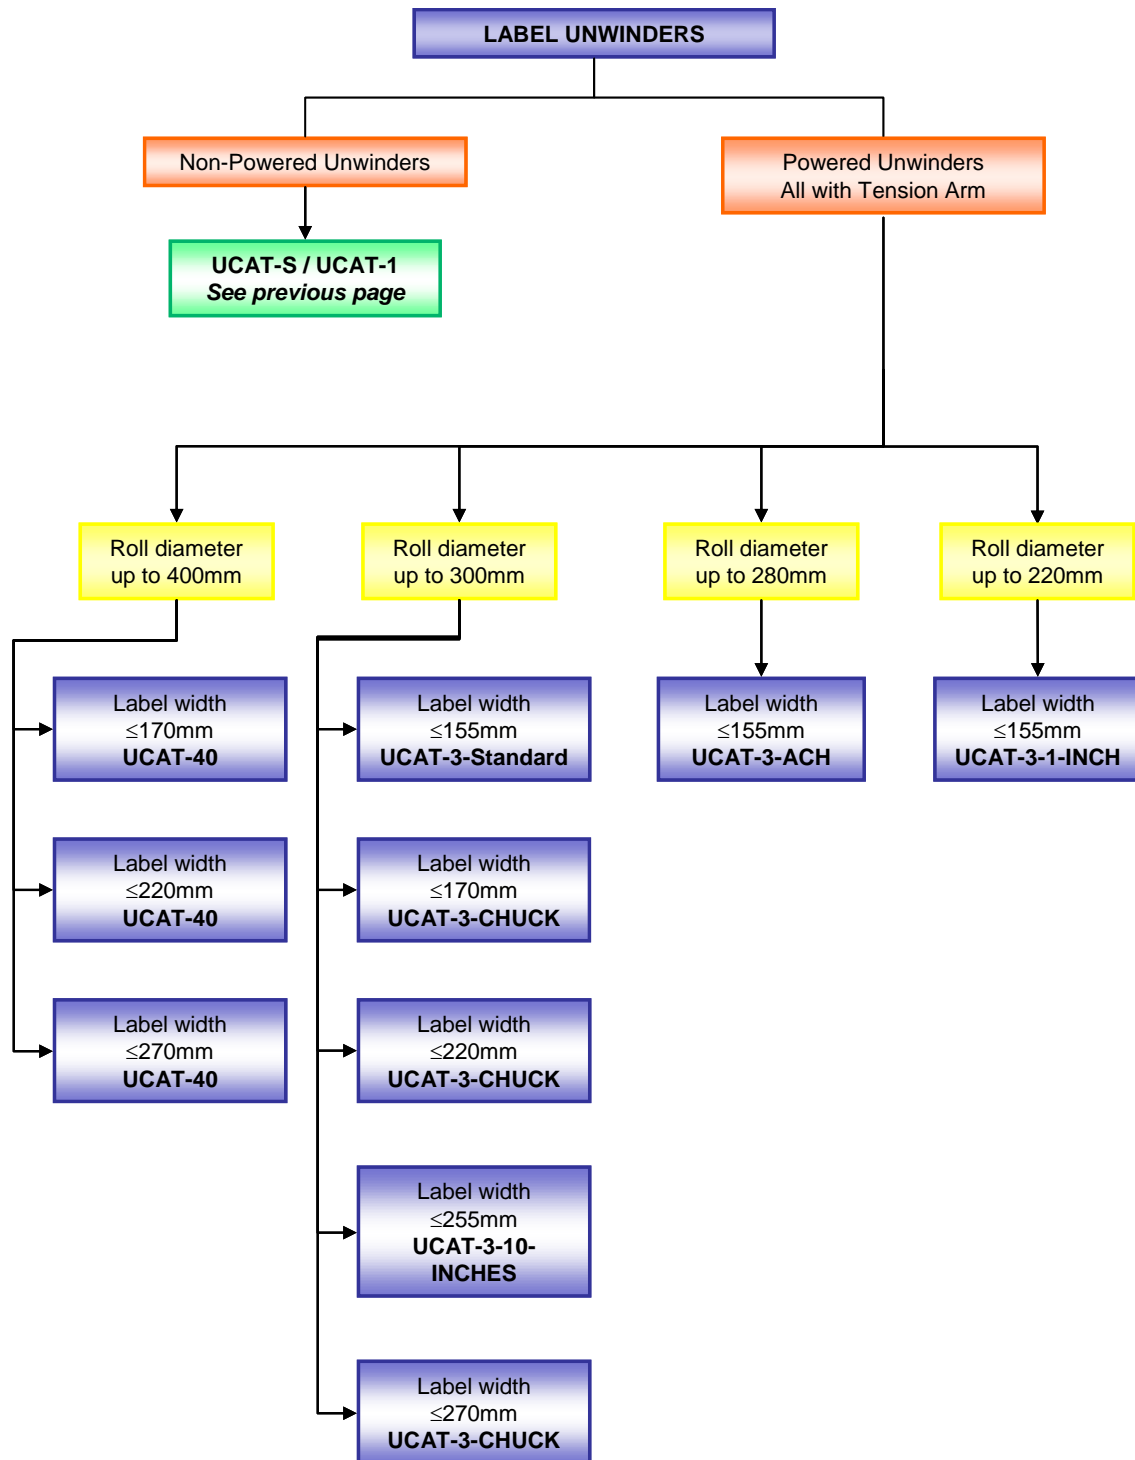 LABEL UNWINDERS
Non-Powered Unwinders
Powered Unwinders
All with Tension Arm
UCAT-S / UCAT-1
See previous page
Roll diameter
up to 400mm
Roll diameter
up to 300mm
Roll diameter
up to 280mm
Roll diameter
up to 220mm
Label width
≤170mm
UCAT-40
Label width
≤155mm
UCAT-3-Standard
Label width
≤155mm
UCAT-3-ACH
Label width
≤155mm
UCAT-3-1-INCH
Label width
≤220mm
UCAT-40
Label width
≤170mm
UCAT-3-CHUCK
Label width
≤270mm
UCAT-40
Label width
≤220mm
UCAT-3-CHUCK
Label width
≤255mm
UCAT-3-10-
INCHES
Label width
≤270mm
UCAT-3-CHUCK